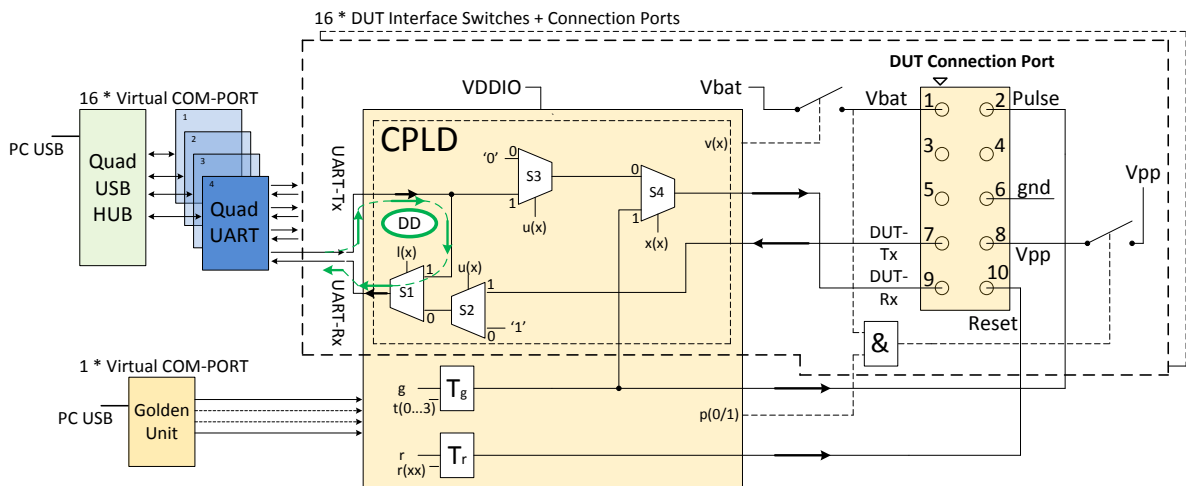 16 * DUT Interface Switches + Connection Ports
DUT Connection Port
16 * Virtual COM-PORT
VDDIO
Vbat
Vbat
1
2
Pulse
PC USB
Quad
USB
HUB
1
2
3
4
Quad
UART
UART-Tx
UART-Rx
CPLD
v(x)
'0'
0
1
S3
u(x)
0
1
S4
x(x)
DD
l(x)
1
0
S1
u(x)
1
0
S2
'1'
3
4
5
6
gnd
Vpp
7
8
DUT-
Tx
Vpp
9
10
DUT-
Rx
Reset
&
1 * Virtual COM-PORT
PC USB
Golden
Unit
g
t(0...3)
Tg
p(0/1)
r
r(xx)
Tr